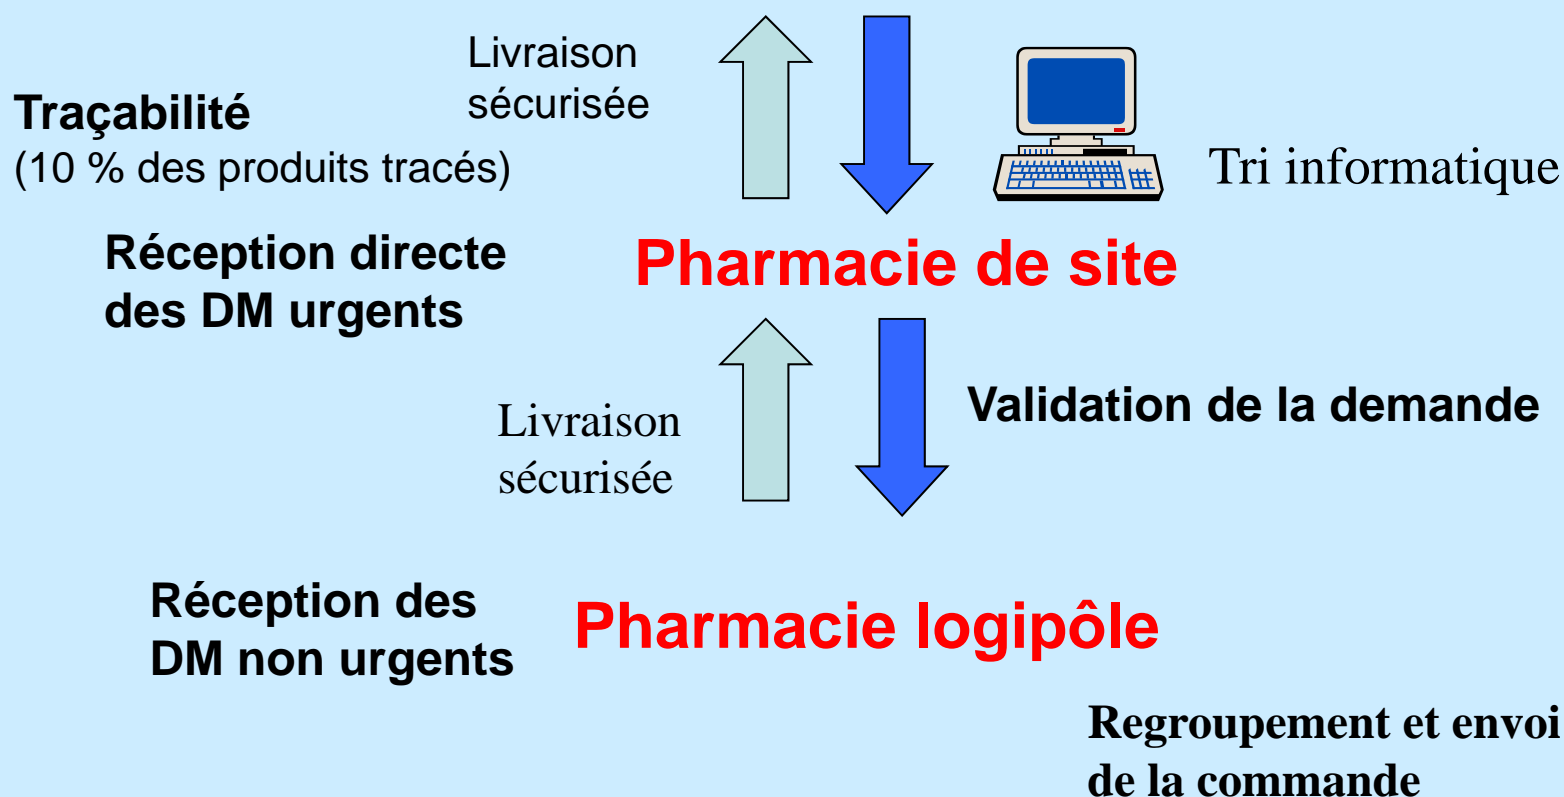 Livraison
sécurisée
Traçabilité
(10 % des produits tracés)
Tri informatique
Réception directe
des DM urgents
Pharmacie de site
Livraison
sécurisée
Validation de la demande
Réception des
DM non urgents
Pharmacie logipôle
Regroupement et envoi
de la commande